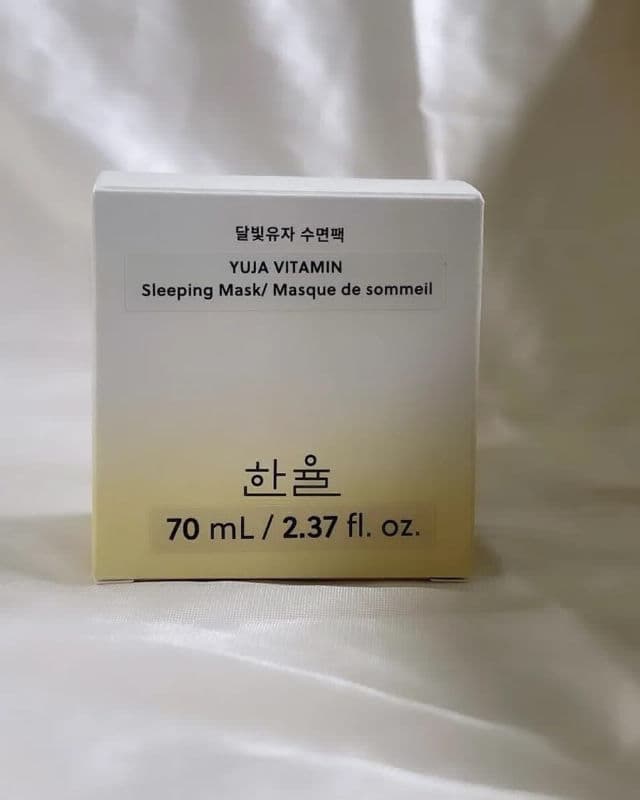 달빛유자 수면팩
YUJA VITAMIN
Sleeping Mask/ Masque de sommeil
한율
70 mL / 2.37 fl. oz.